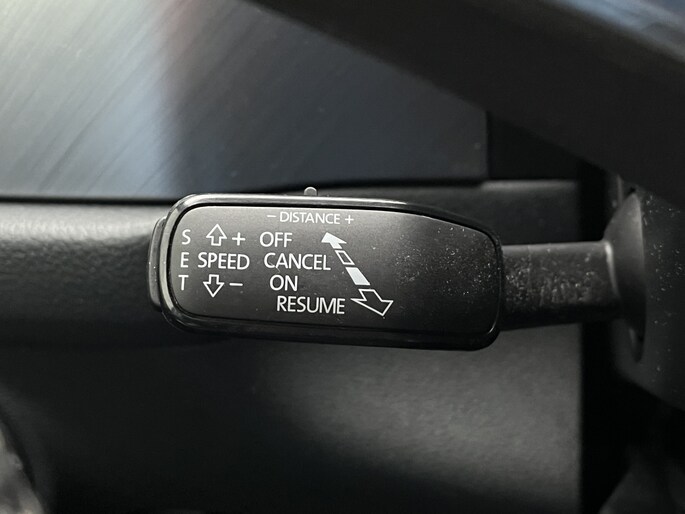 - DISTANCE +
S + OFF
E SPEED CANCEL
T - ON
RESUME